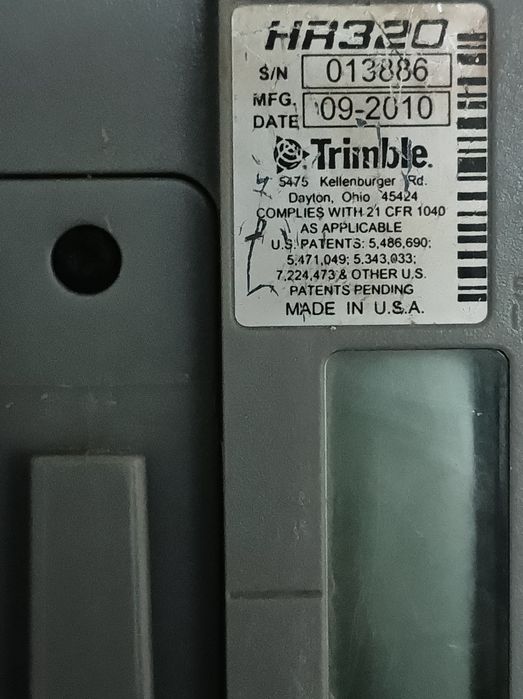 HR320
S/N 013886
MFG. DATE 09-2010
Trimble.
5475 Kellenburger Rd.
Dayton, Ohio 45424
COMPLIES WITH 21 CFR 1040
AS APPLICABLE
U.S. PATENTS: 5,486,690;
5,471,049; 5,343,033;
7,224,473 & OTHER U.S.
PATENTS PENDING
MADE IN U.S.A.